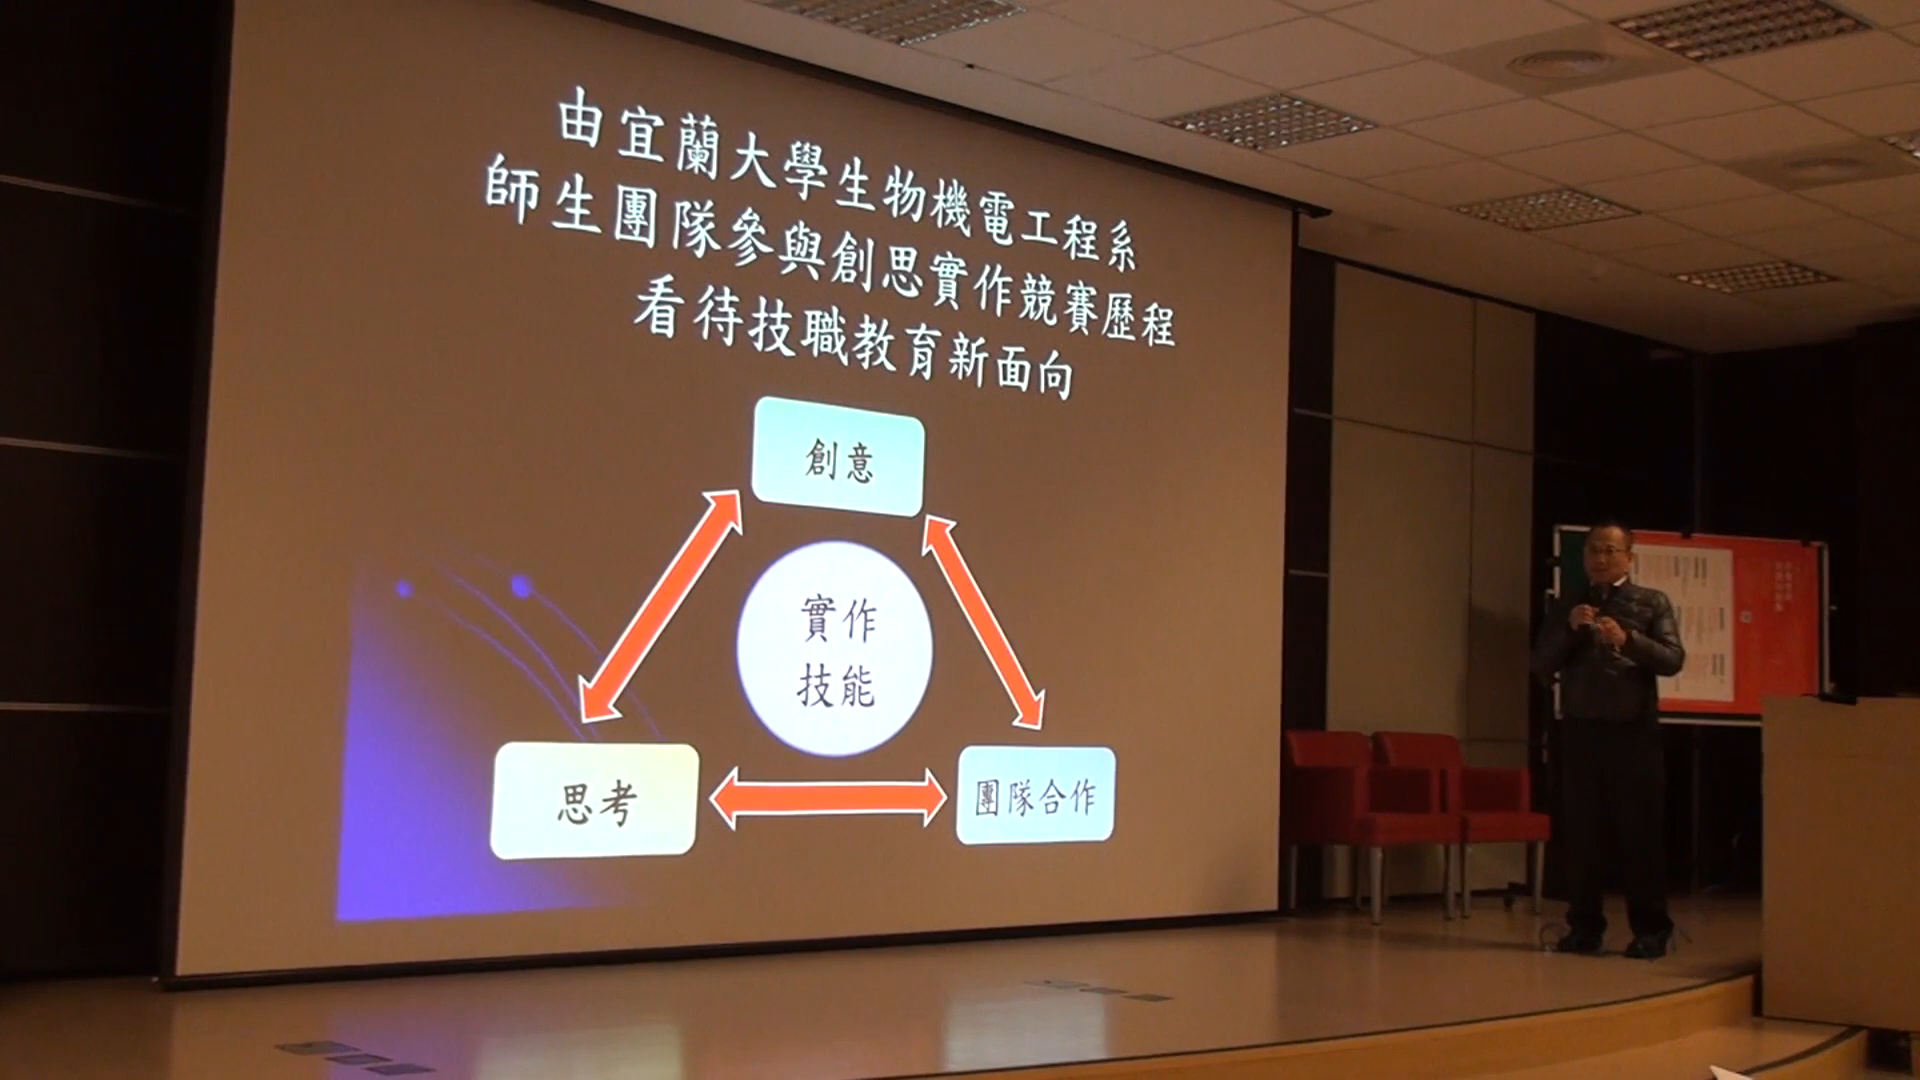 由宜蘭大學生物機電工程系
師生團隊參與創思實作競賽歷程
看待技職教育新面向
創意
實作
技能
思考
團隊合作